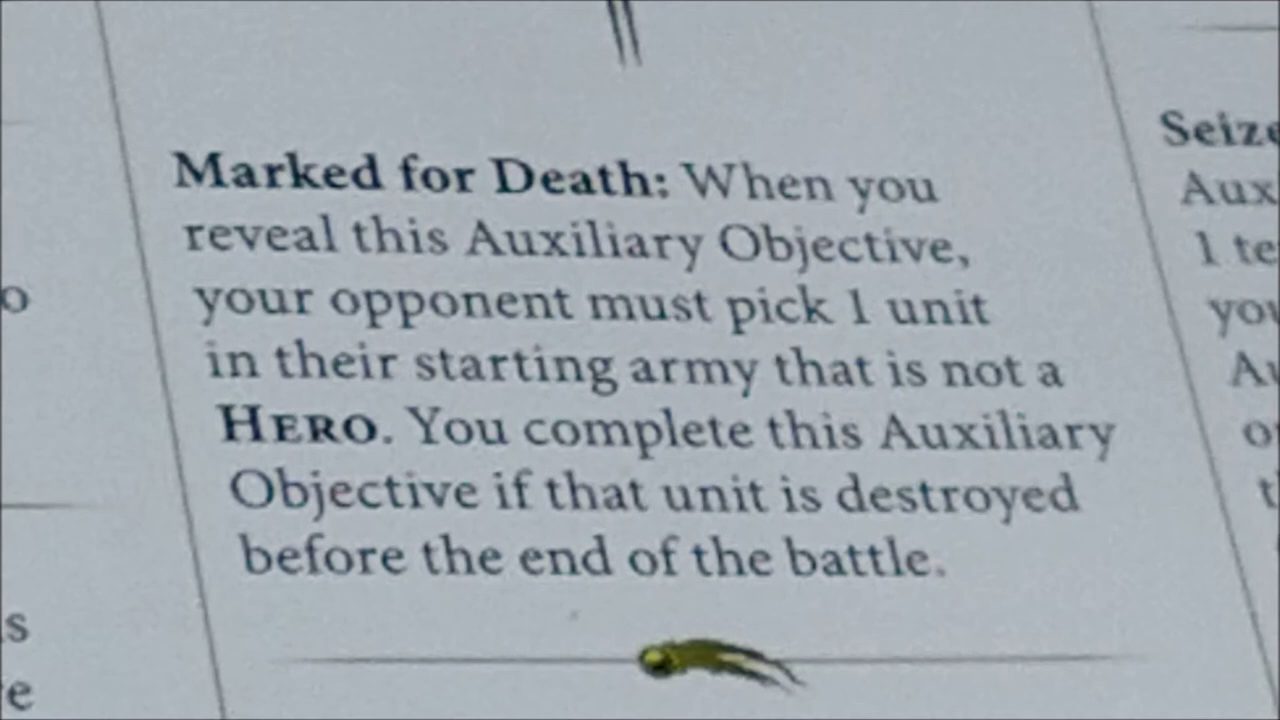 Marked for Death: When you
reveal this Auxiliary Objective,
your opponent must pick 1 unit
in their starting army that is not a
HERO. You complete this Auxiliary
Objective if that unit is destroyed
before the end of the battle.